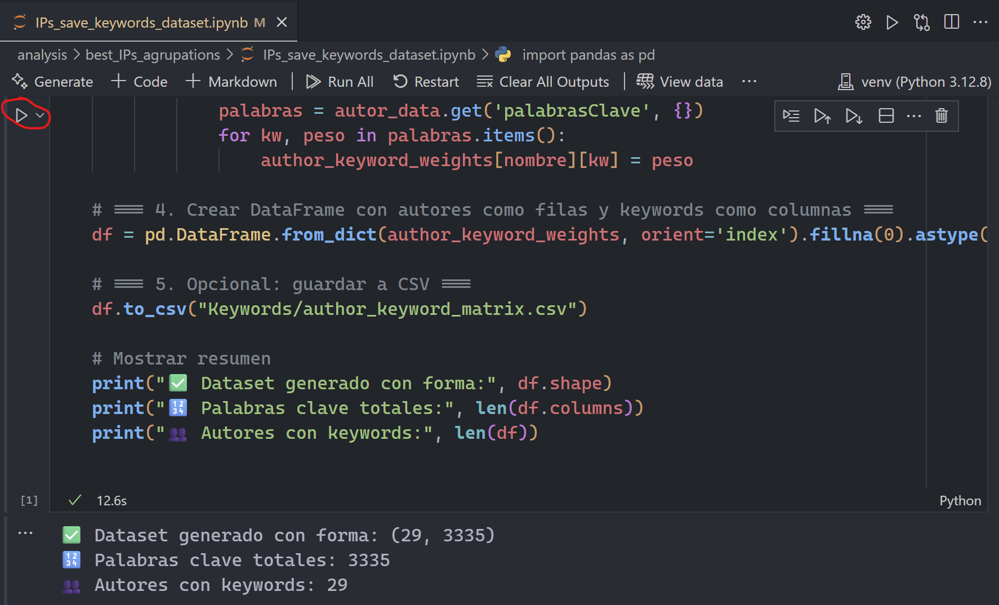 IPs_save_keywords_dataset.ipynb M
analysis > best_IPs_agrupations > IPs_save_keywords_dataset.ipynb > import pandas as pd
Generate + Code + Markdown | Run All Restart Clear All Outputs | View data ... venv (Python 3.12.8)
palabras = autor_data.get('palabrasClave', {})
for kw, peso in palabras.items():
author_keyword_weights[nombre][kw] = peso
# === 4. Crear DataFrame con autores como filas y keywords como columnas ===
df = pd.DataFrame.from_dict(author_keyword_weights, orient='index').fillna(0).astype(
# === 5. Opcional: guardar a CSV ===
df.to_csv("Keywords/author_keyword_matrix.csv")
# Mostrar resumen
print("✅ Dataset generado con forma:", df.shape)
print("🔢 Palabras clave totales:", len(df.columns))
print("👥 Autores con keywords:", len(df))
[1] ✓ 12.6s Python
✅ Dataset generado con forma: (29, 3335)
🔢 Palabras clave totales: 3335
👥 Autores con keywords: 29